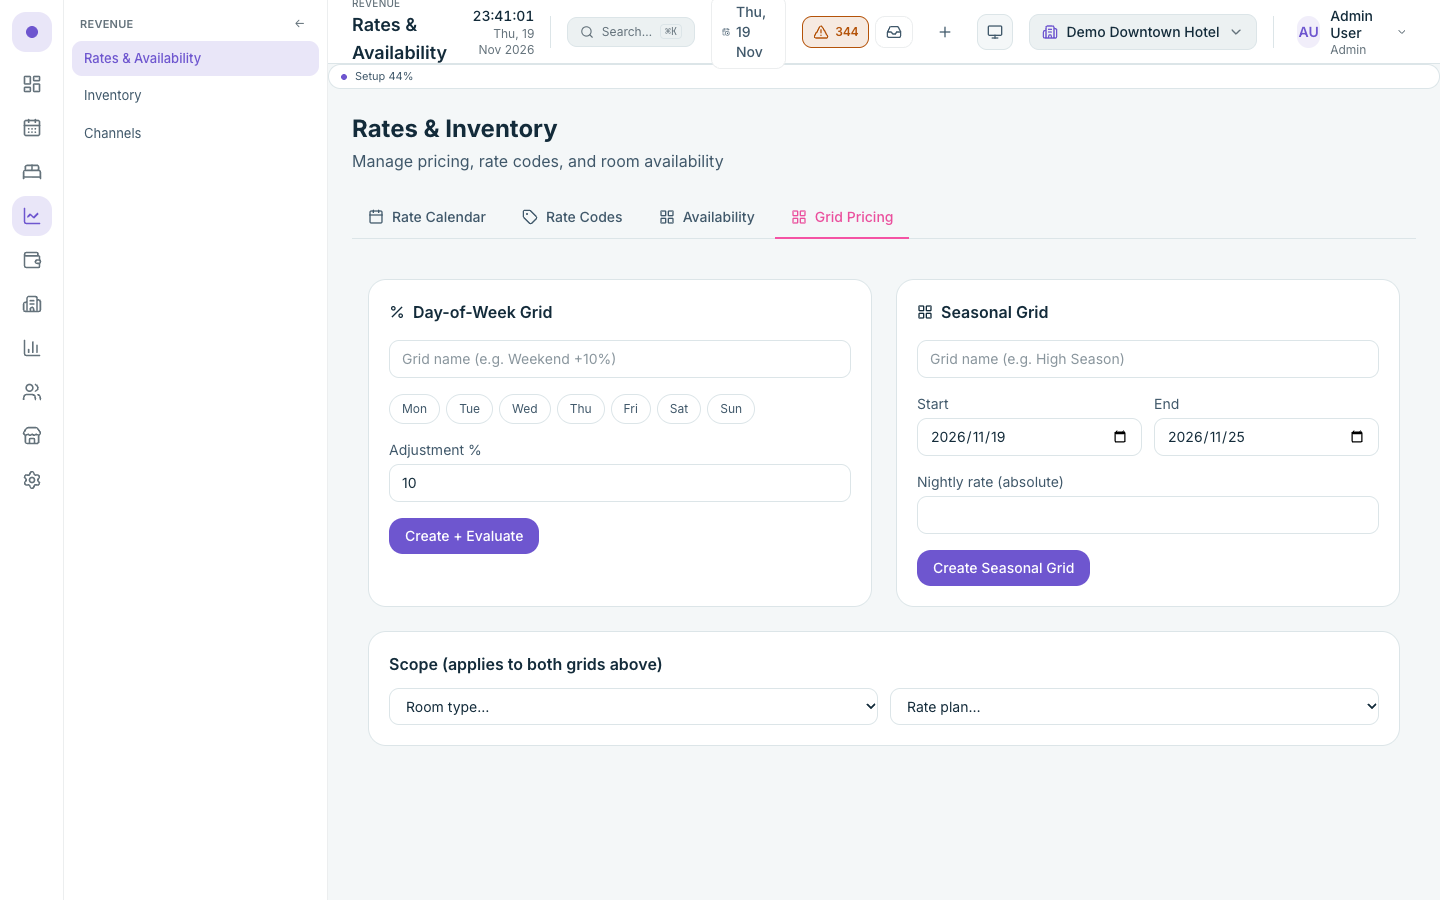 REVENUE
Rates & Availability
Inventory
Channels
REVENUE
Rates &
Availability
23:41:01
Thu, 19
Nov 2026
Search...
⌘K
Thu,
19
Nov
344
Demo Downtown Hotel
AU
Admin
User
Admin
Setup 44%
Rates & Inventory
Manage pricing, rate codes, and room availability
Rate Calendar
Rate Codes
Availability
Grid Pricing
Day-of-Week Grid
Grid name (e.g. Weekend +10%)
Mon Tue Wed Thu Fri Sat Sun
Adjustment %
10
Create + Evaluate
Seasonal Grid
Grid name (e.g. High Season)
Start End
2026/11/19 2026/11/25
Nightly rate (absolute)
Create Seasonal Grid
Scope (applies to both grids above)
Room type... Rate plan...